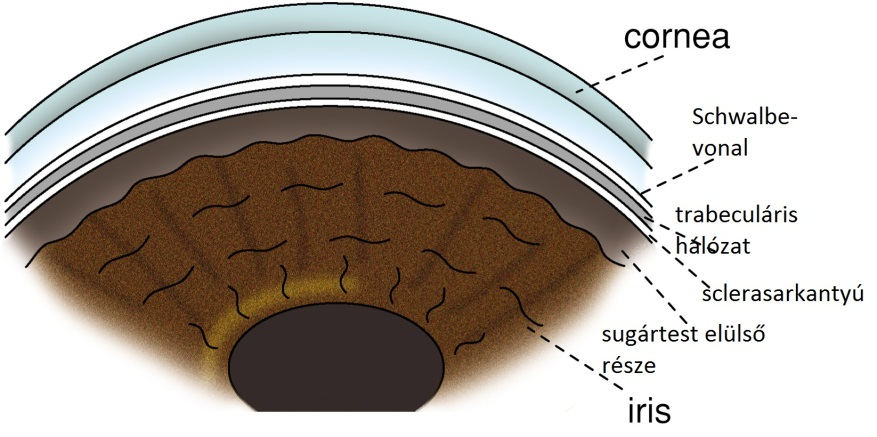 cornea
Schwalbe-
vonal
trabeculáris
hálózat
sclerasarkantyú
sugártest elülső
része
iris